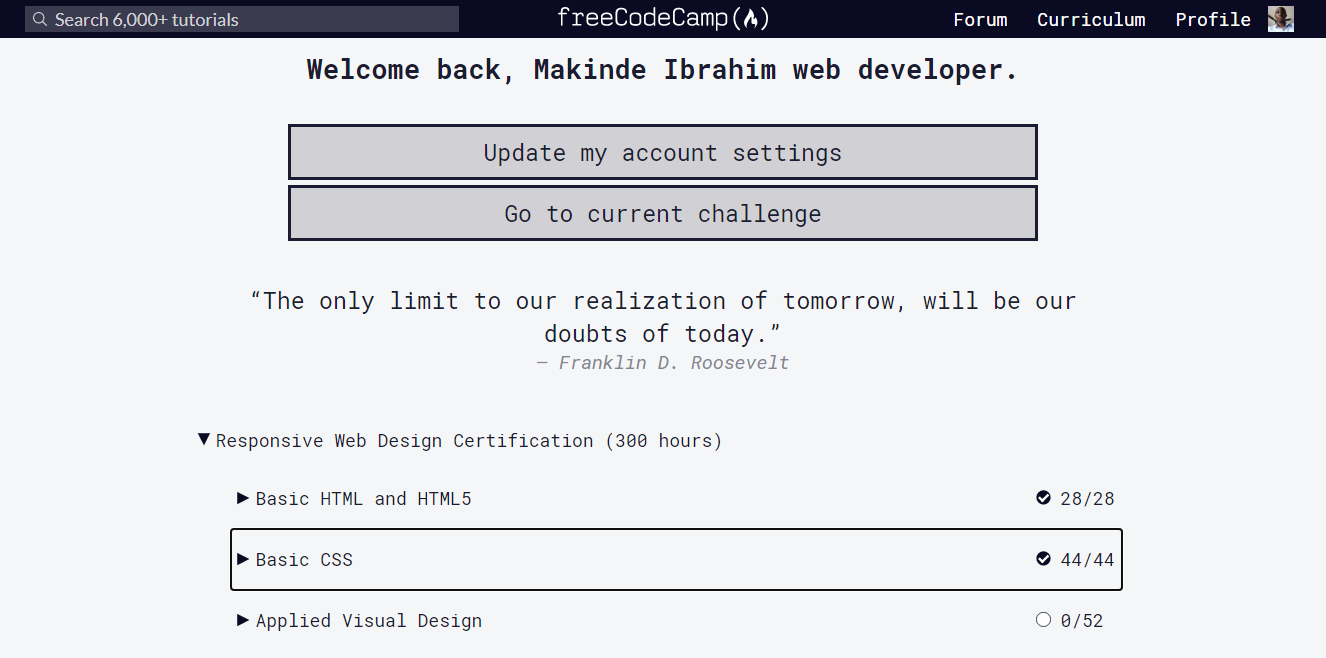 Search 6,000+ tutorials
freeCodeCamp(🔥)
Forum Curriculum Profile
Welcome back, Makinde Ibrahim web developer.
Update my account settings
Go to current challenge
“The only limit to our realization of tomorrow, will be our
doubts of today.”
— Franklin D. Roosevelt
Responsive Web Design Certification (300 hours)
Basic HTML and HTML5 28/28
Basic CSS 44/44
Applied Visual Design 0/52